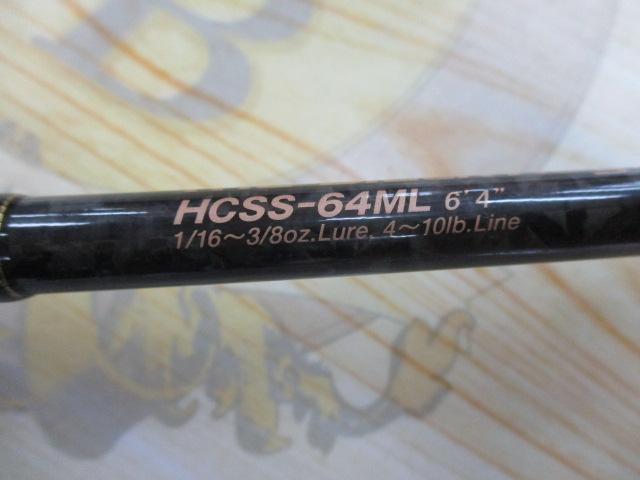 B
HCSS-64ML 6'4"
1/16～3/8oz.Lure, 4～10lb.Line